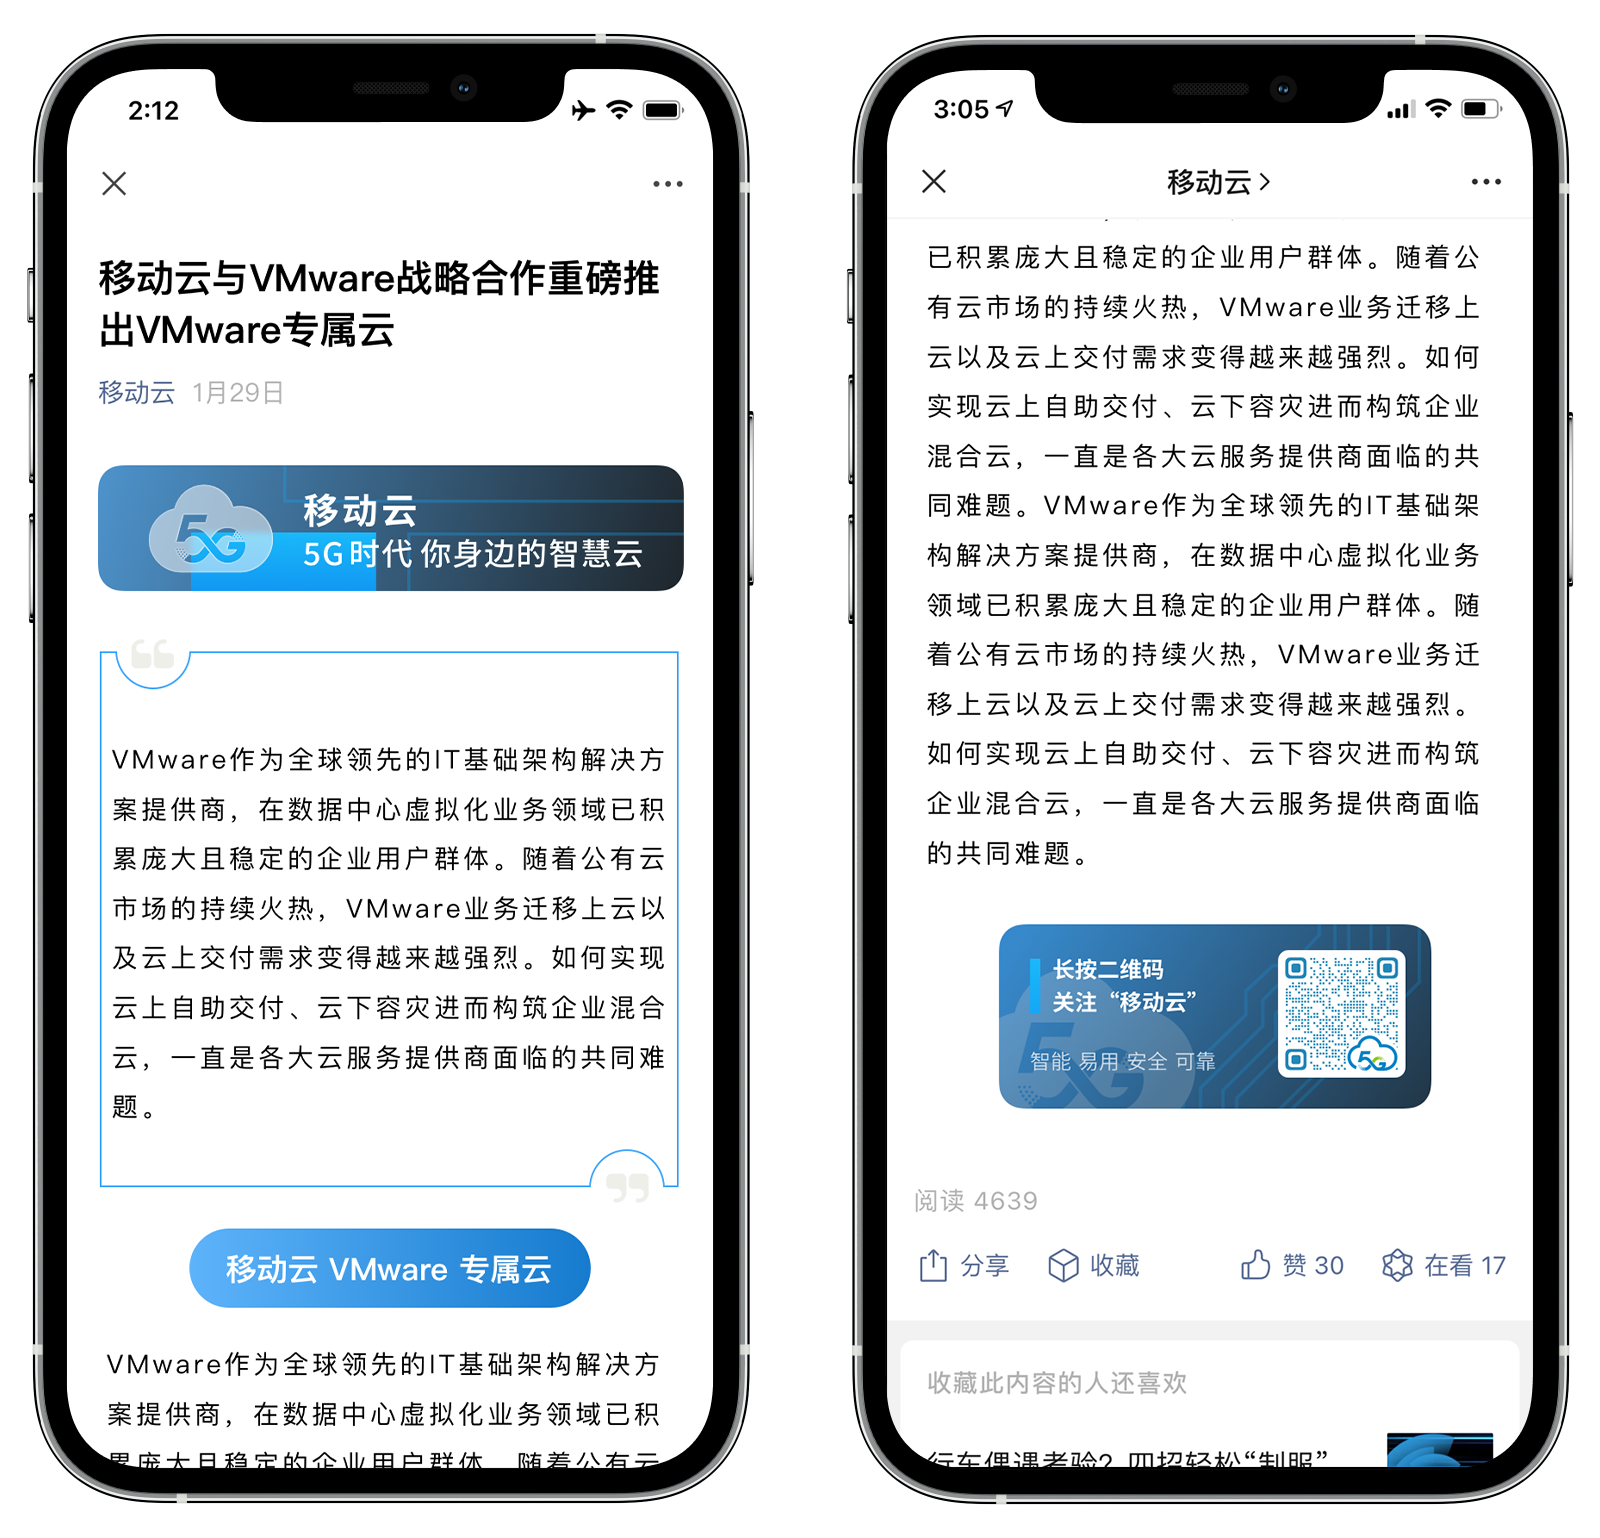 2:12
移动云与VMware战略合作重磅推
出VMware专属云
移动云 1月29日
5G
移动云
5G时代 你身边的智慧云
VMware作为全球领先的IT基础架构解决方
案提供商，在数据中心虚拟化业务领域已积
累庞大且稳定的企业用户群体。随着公有云
市场的持续火热，VMware业务迁移上云以
及云上交付需求变得越来越强烈。如何实现
云上自助交付、云下容灾进而构筑企业混合
云，一直是各大云服务提供商面临的共同难
题。
移动云 VMware 专属云
VMware作为全球领先的IT基础架构解决方
案提供商，在数据中心虚拟化业务领域已积
累庞大且稳定的企业用户群体。随着公有云
3:05
移动云
已积累庞大且稳定的企业用户群体。随着公
有云市场的持续火热，VMware业务迁移上
云以及云上交付需求变得越来越强烈。如何
实现云上自助交付、云下容灾进而构筑企业
混合云，一直是各大云服务提供商面临的共
同难题。VMware作为全球领先的IT基础架
构解决方案提供商，在数据中心虚拟化业务
领域已积累庞大且稳定的企业用户群体。随
着公有云市场的持续火热，VMware业务迁
移上云以及云上交付需求变得越来越强烈。
如何实现云上自助交付、云下容灾进而构筑
企业混合云，一直是各大云服务提供商面临
的共同难题。
长按二维码
关注“移动云”
智能 易用 安全 可靠
5G
5G
阅读 4639
分享 收藏 赞 30 在看 17
收藏此内容的人还喜欢
行车偶遇考验？四招轻松“制服”